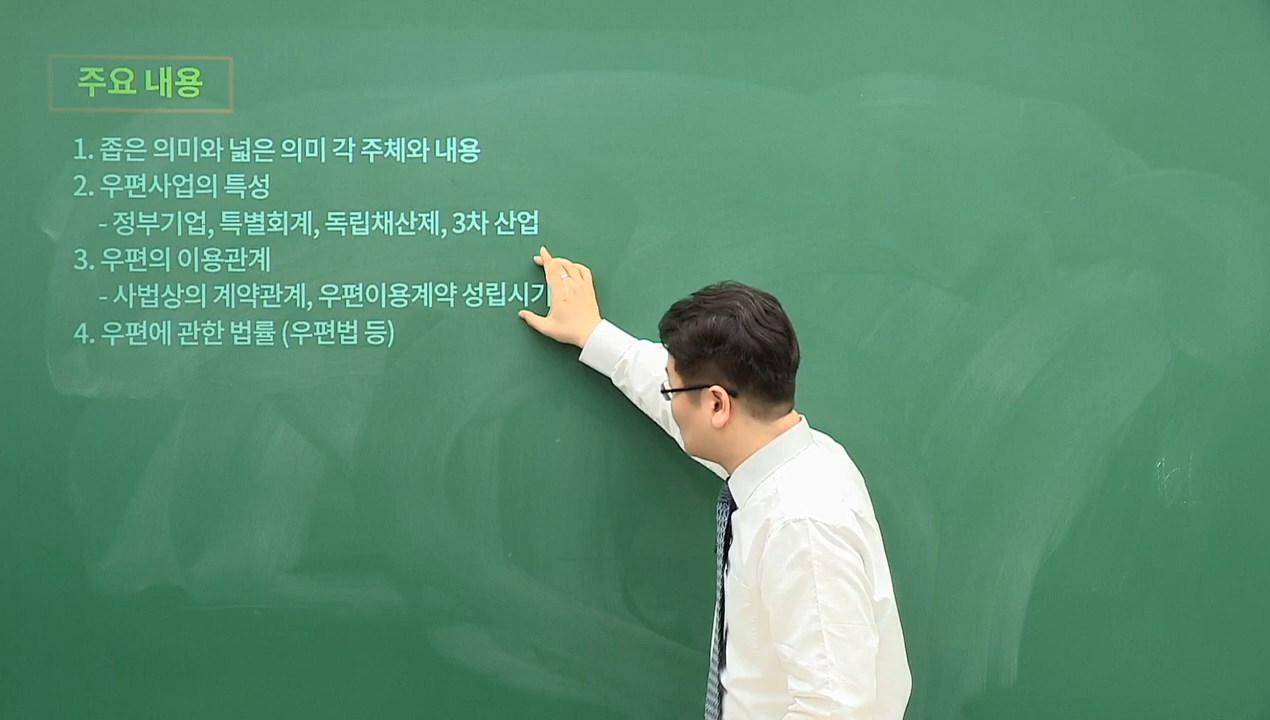 주요 내용
1. 좁은 의미와 넓은 의미 각 주체와 내용
2. 우편사업의 특성
- 정부기업, 특별회계, 독립채산제, 3차 산업
3. 우편의 이용관계
- 사법상의 계약관계, 우편이용계약 성립시기
4. 우편에 관한 법률 (우편법 등)